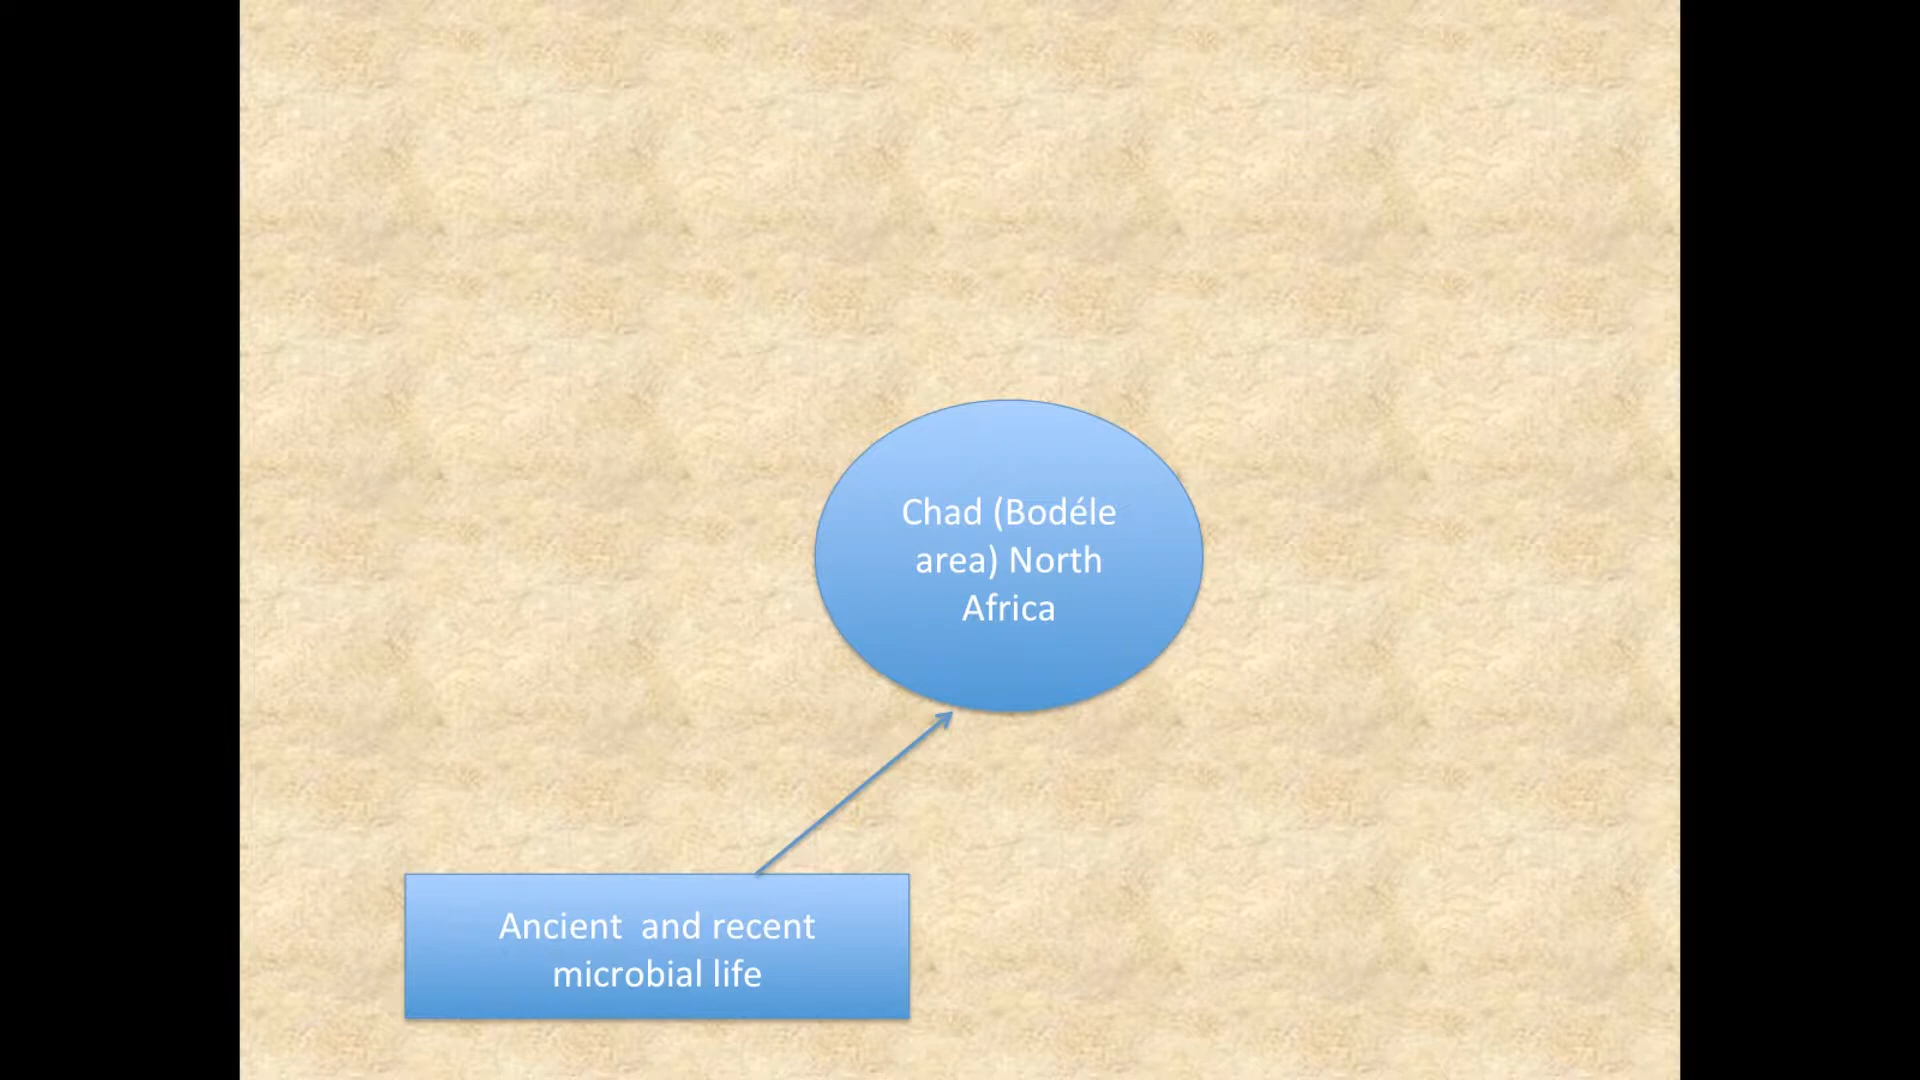 Chad (Bodéle
area) North
Africa
Ancient  and recent
microbial life